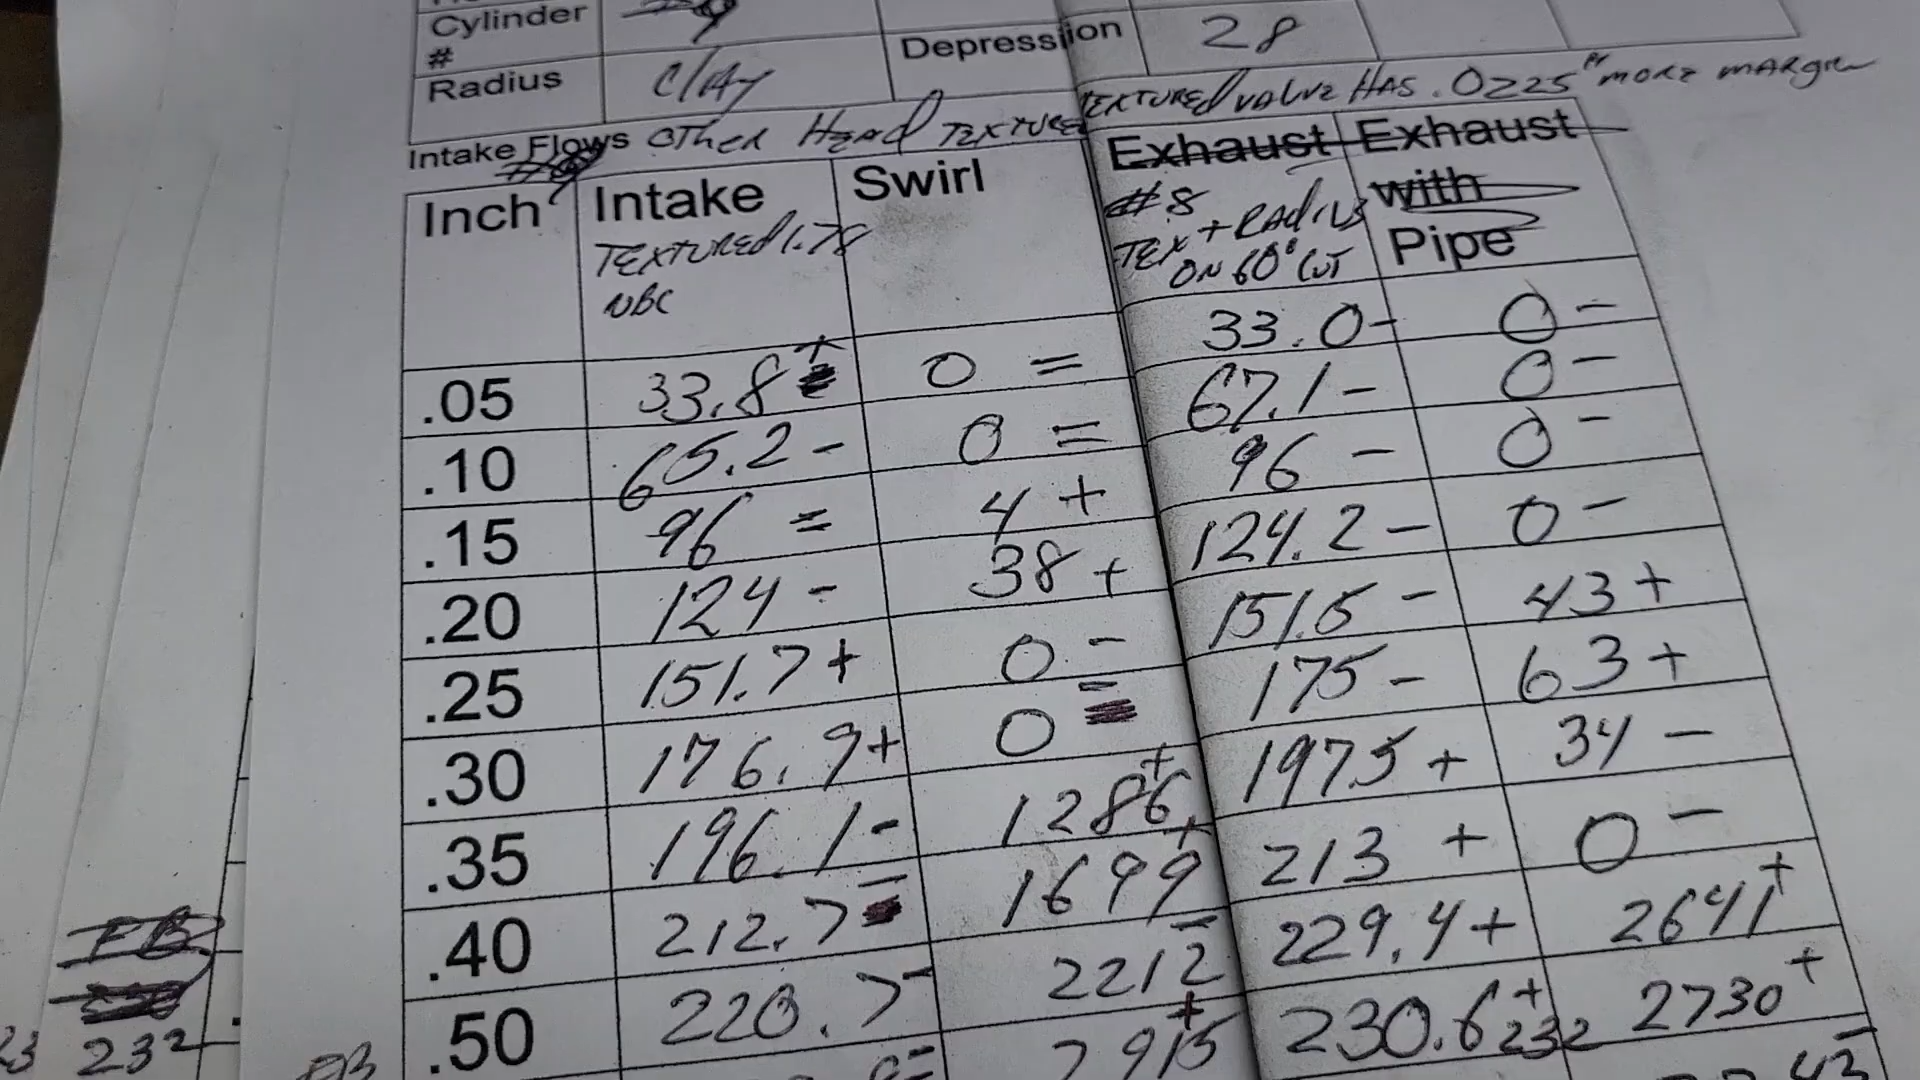 Cylinder
#
Depression 28
Radius Clay
TEXTURED VALVE HAS .0225" MORE MARGIN
Intake Flows OTHER HEAD TEXTURED
Inch Intake Swirl Exhaust Exhaust
TEXTURED 1.78 #8 with
NBC TEX + RADIUS Pipe
ON 60° CUT
.05 33.8+ 0 = 33.0- 0 -
.10 65.2- 0 = 67.1- 0 -
.15 96 = 4 + 96 - 0 -
.20 124- 38+ 124.2- 0 -
.25 151.7+ 0 - 151.5- 43+
.30 176.9+ 0 = 175- 63+
.35 196.1- 1286+ 197.5+ 34-
.40 212.7- 1699+ 213+ 0-
.50 220.7- 2212- 229.4+ 2641+
2915+ 230.6+ 232 2730+
232